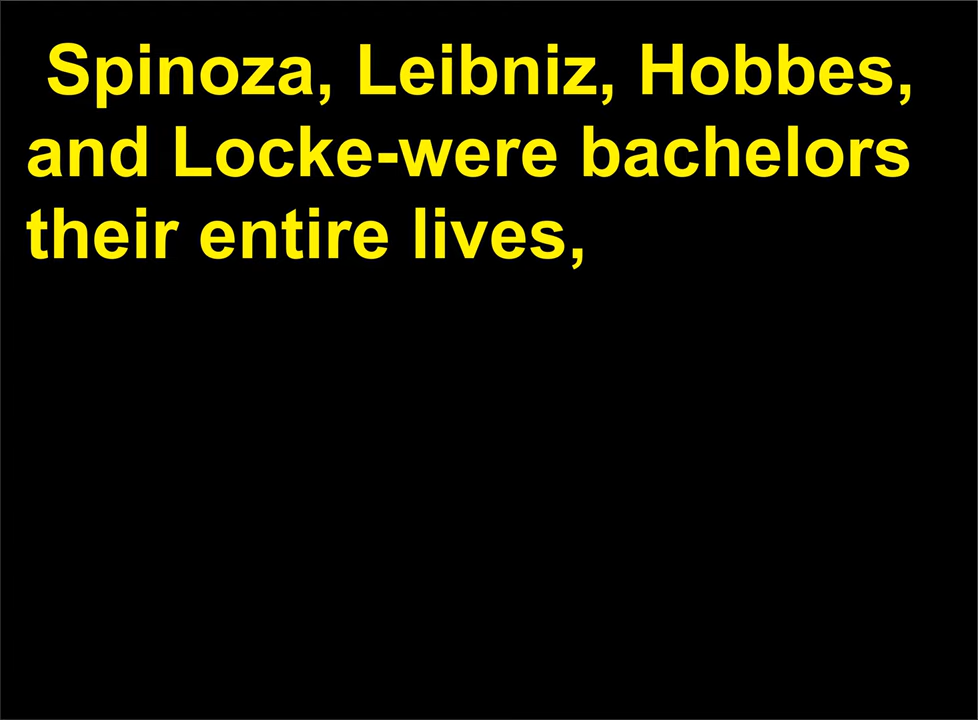 Spinoza, Leibniz, Hobbes,
and Locke-were bachelors
their entire lives,